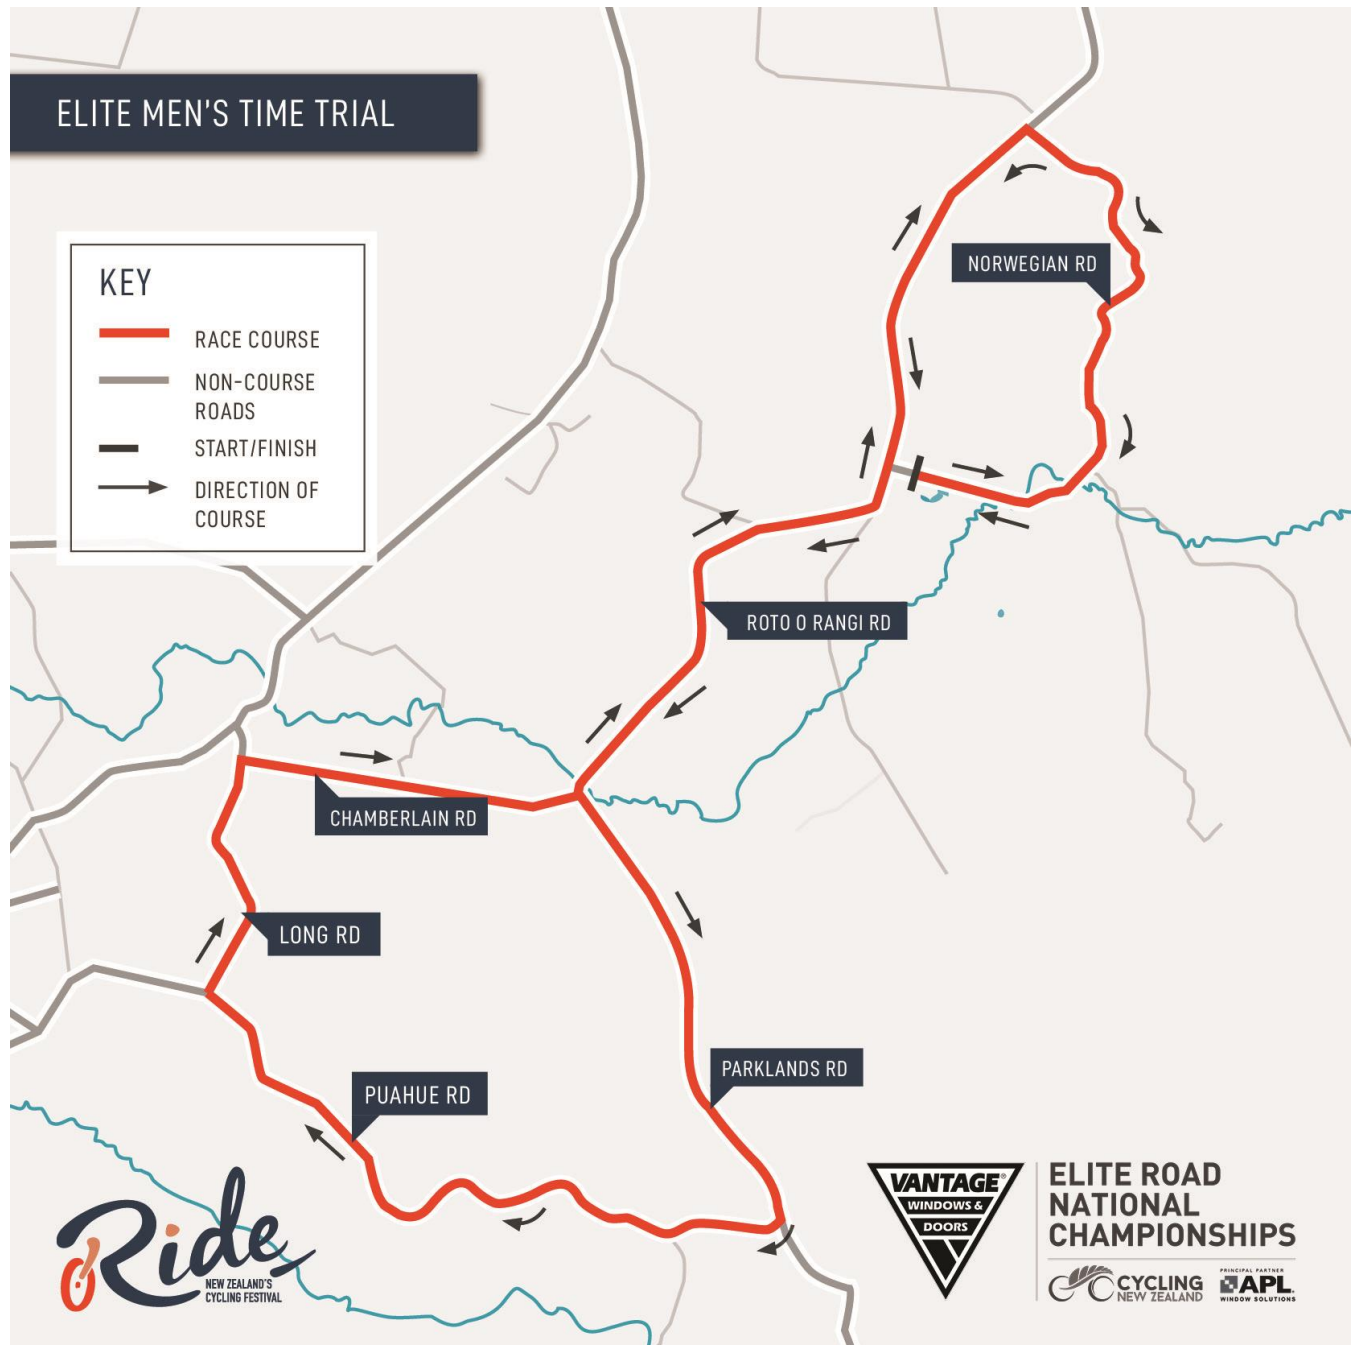 ELITE MEN'S TIME TRIAL
KEY
RACE COURSE
NON-COURSE
ROADS
START/FINISH
DIRECTION OF
COURSE
NORWEGIAN RD
ROTO O RANGI RD
CHAMBERLAIN RD
LONG RD
PARKLANDS RD
PUAHUE RD
Ride
NEW ZEALAND'S
CYCLING FESTIVAL
VANTAGE®
WINDOWS &
DOORS
ELITE ROAD
NATIONAL
CHAMPIONSHIPS
CYCLING
NEW ZEALAND
PRINCIPAL PARTNER
APL
WINDOW SOLUTIONS